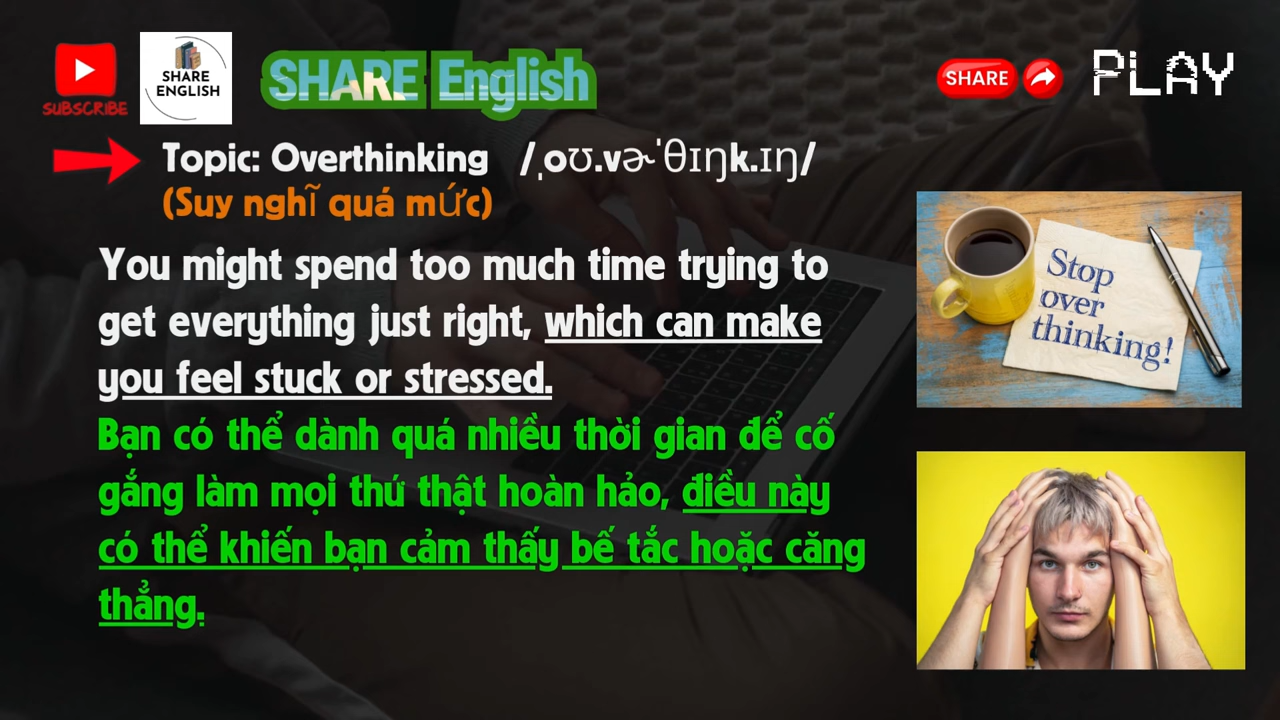 SUBSCRIBE
SHARE
ENGLISH
SHARE English
SHARE
PLAY
Topic: Overthinking /ˌoʊ.vɚˈθɪŋk.ɪŋ/
(Suy nghĩ quá mức)
You might spend too much time trying to
get everything just right, which can make
you feel stuck or stressed.
Bạn có thể dành quá nhiều thời gian để cố
gắng làm mọi thứ thật hoàn hảo, điều này
có thể khiến bạn cảm thấy bế tắc hoặc căng
thẳng.
Stop
over
thinking!